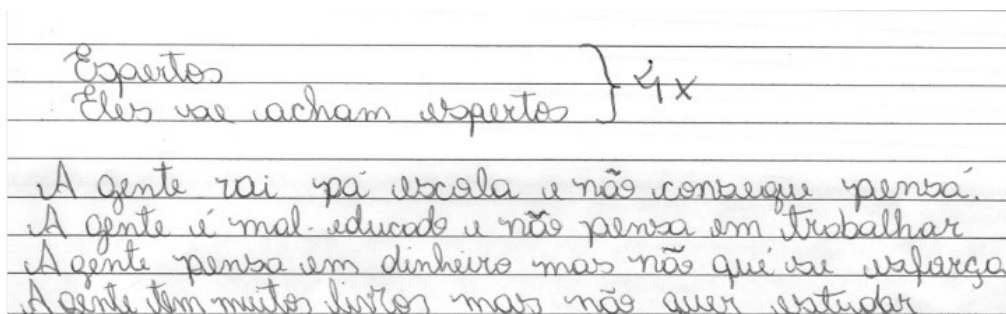 Espertos
Eles se acham espertos } 4x
A gente vai pá escola e não consegue pensá.
A gente é mal-educado e não pensa em trabalhar
A gente pensa em dinheiro mas não qué se esforça
A gente tem muitos livros mas não quer estudar